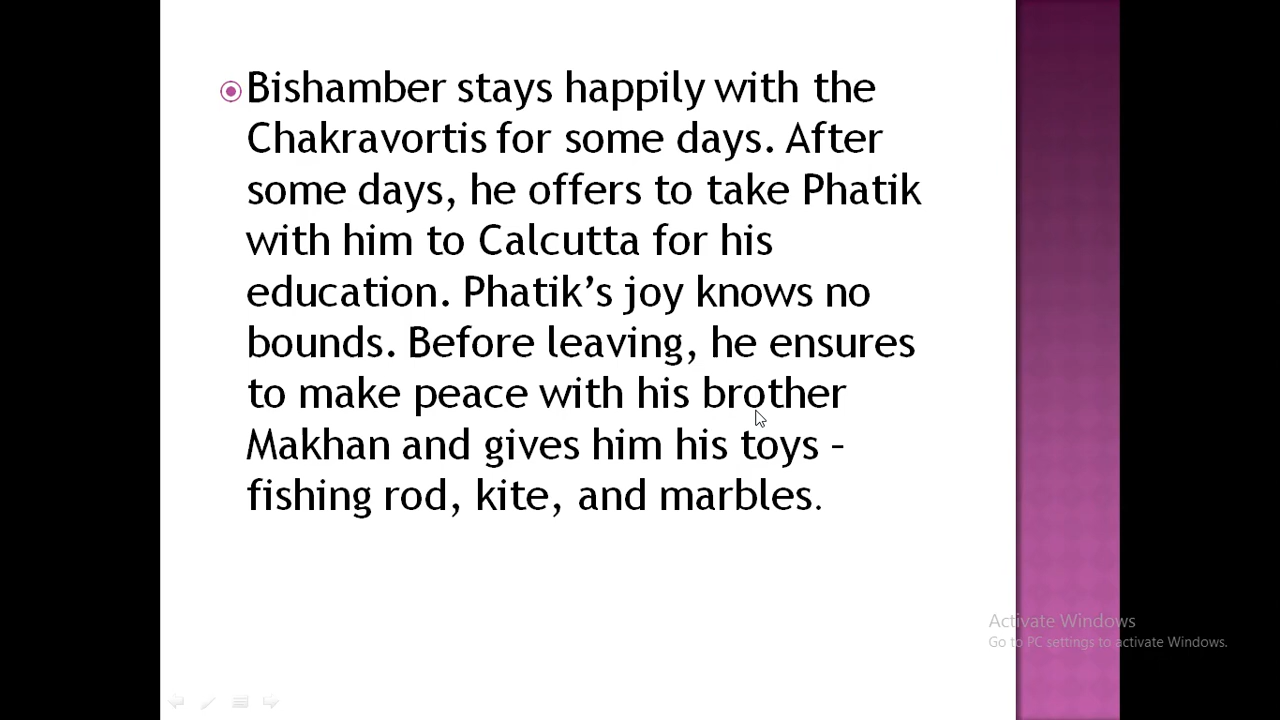 Bishamber stays happily with the
Chakravortis for some days. After
some days, he offers to take Phatik
with him to Calcutta for his
education. Phatik’s joy knows no
bounds. Before leaving, he ensures
to make peace with his brother
Makhan and gives him his toys -
fishing rod, kite, and marbles.
Activate Windows
Go to PC settings to activate Windows.